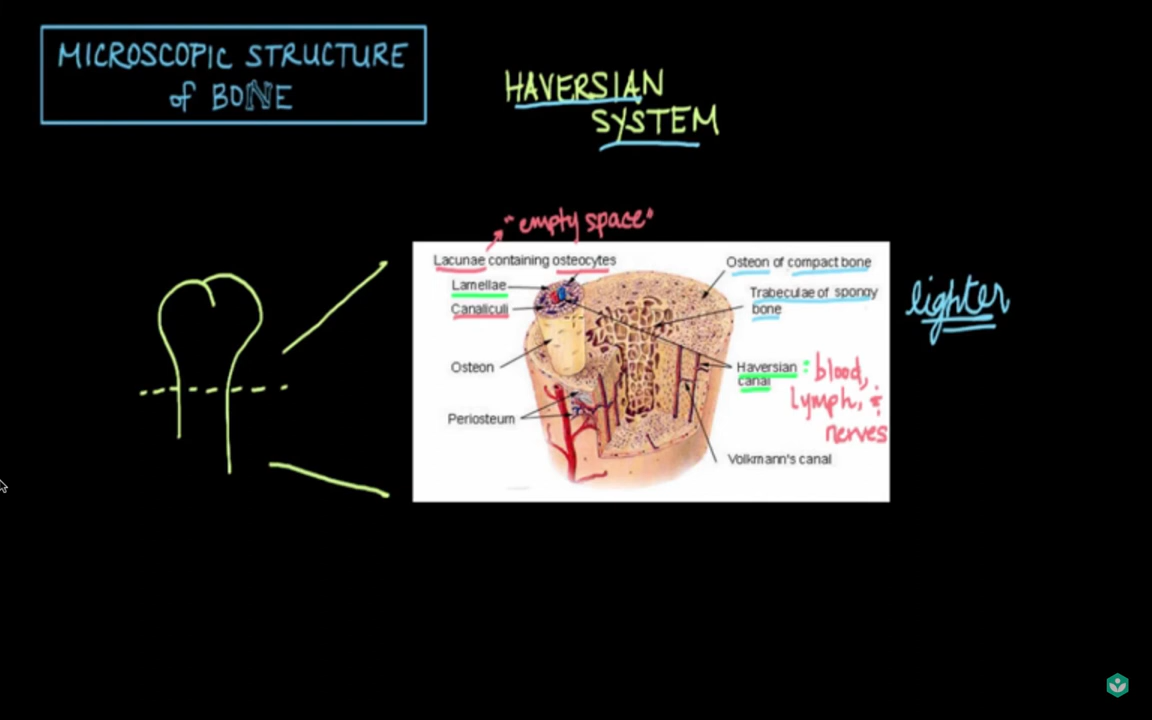 MICROSCOPIC STRUCTURE
of BONE
HAVERSIAN
SYSTEM
"empty space"
Lacunae containing osteocytes
Lamellae
Canaliculi
Osteon
Periosteum
Osteon of compact bone
Trabeculae of spongy
bone
Haversian : blood,
canal lymph, &
nerves
Volkmann's canal
lighter